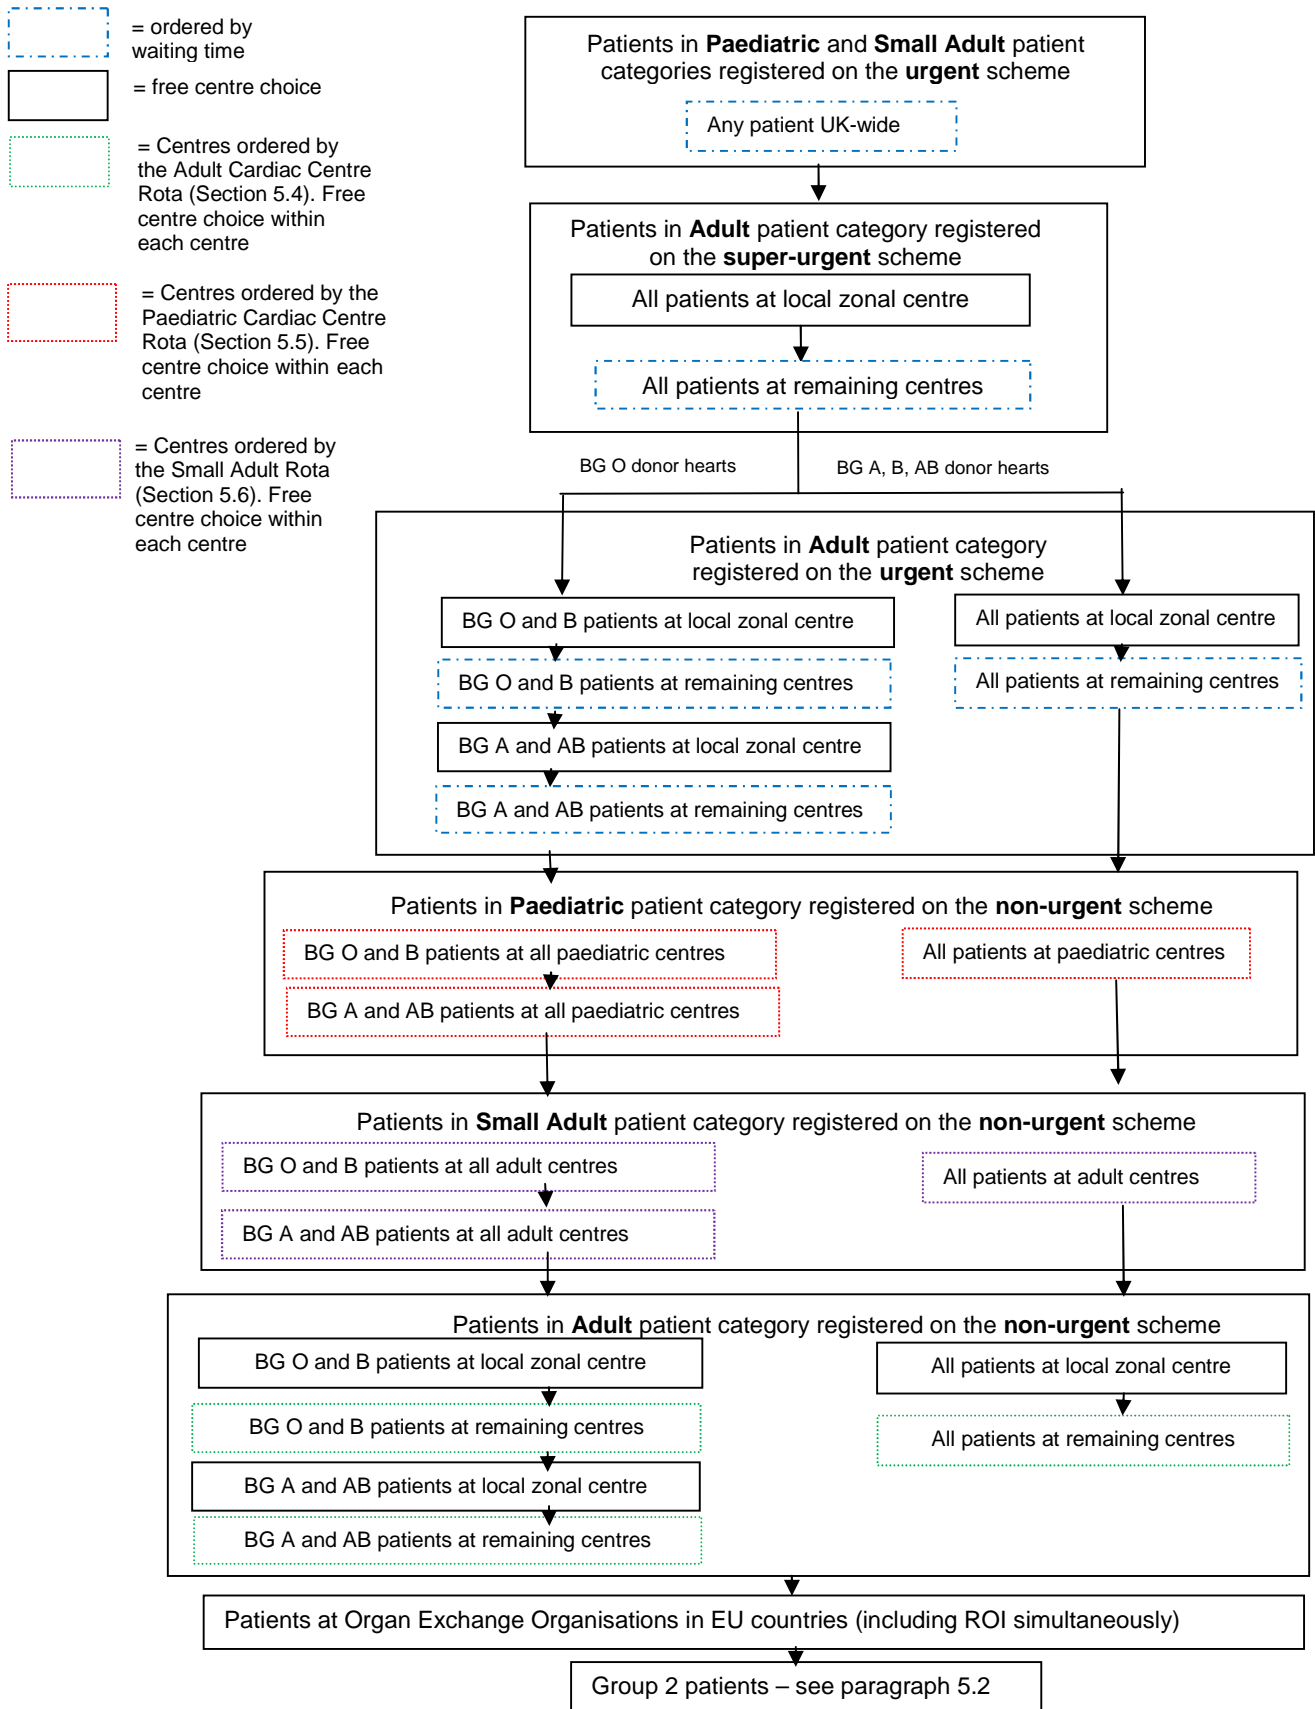 = ordered by
waiting time
= free centre choice
= Centres ordered by
the Adult Cardiac Centre
Rota (Section 5.4). Free
centre choice within
each centre
= Centres ordered by the
Paediatric Cardiac Centre
Rota (Section 5.5). Free
centre choice within each
centre
= Centres ordered by
the Small Adult Rota
(Section 5.6). Free
centre choice within
each centre
Patients in Paediatric and Small Adult patient
categories registered on the urgent scheme
Any patient UK-wide
Patients in Adult patient category registered
on the super-urgent scheme
All patients at local zonal centre
All patients at remaining centres
BG O donor hearts
BG A, B, AB donor hearts
Patients in Adult patient category
registered on the urgent scheme
BG O and B patients at local zonal centre
BG O and B patients at remaining centres
BG A and AB patients at local zonal centre
BG A and AB patients at remaining centres
All patients at local zonal centre
All patients at remaining centres
Patients in Paediatric patient category registered on the non-urgent scheme
BG O and B patients at all paediatric centres
BG A and AB patients at all paediatric centres
All patients at paediatric centres
Patients in Small Adult patient category registered on the non-urgent scheme
BG O and B patients at all adult centres
BG A and AB patients at all adult centres
All patients at adult centres
Patients in Adult patient category registered on the non-urgent scheme
BG O and B patients at local zonal centre
BG O and B patients at remaining centres
BG A and AB patients at local zonal centre
BG A and AB patients at remaining centres
All patients at local zonal centre
All patients at remaining centres
Patients at Organ Exchange Organisations in EU countries (including ROI simultaneously)
Group 2 patients – see paragraph 5.2